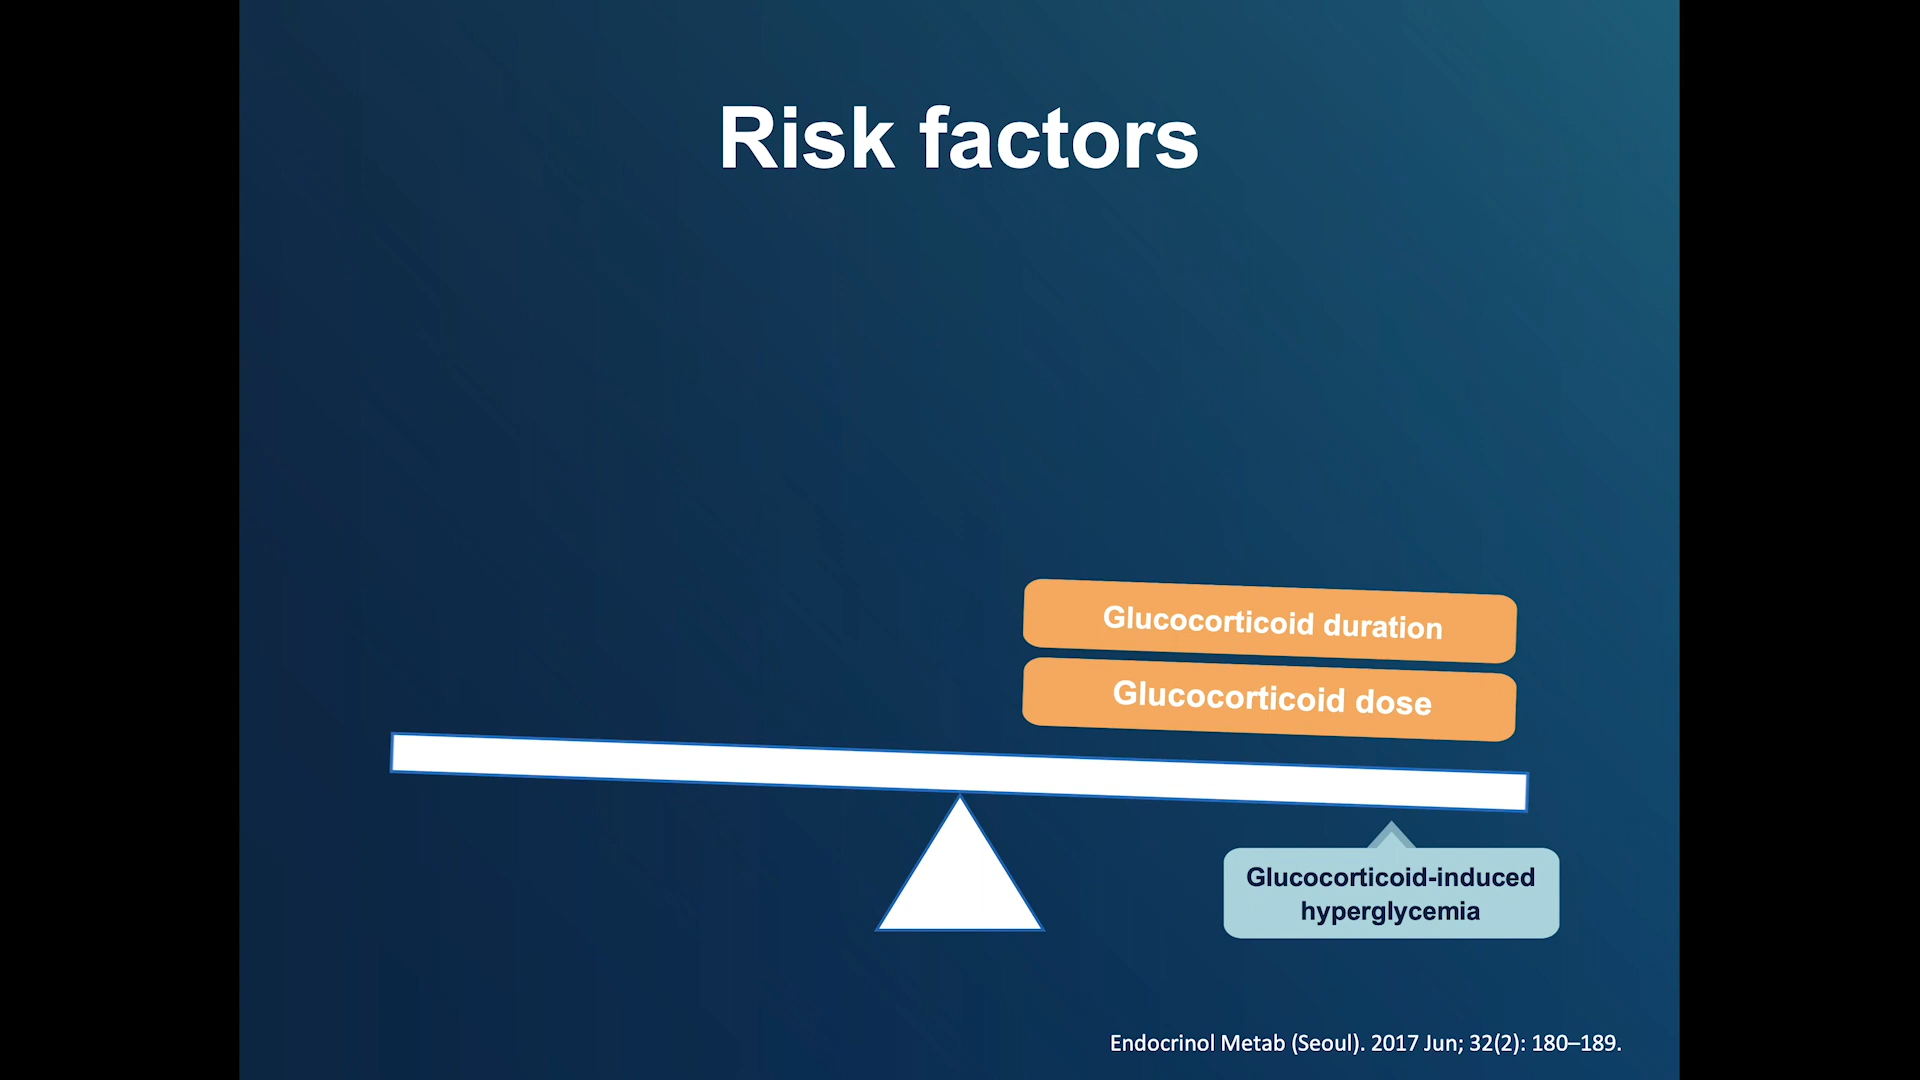 Risk factors
Glucocorticoid duration
Glucocorticoid dose
Glucocorticoid-induced
hyperglycemia
Endocrinol Metab (Seoul). 2017 Jun; 32(2): 180–189.